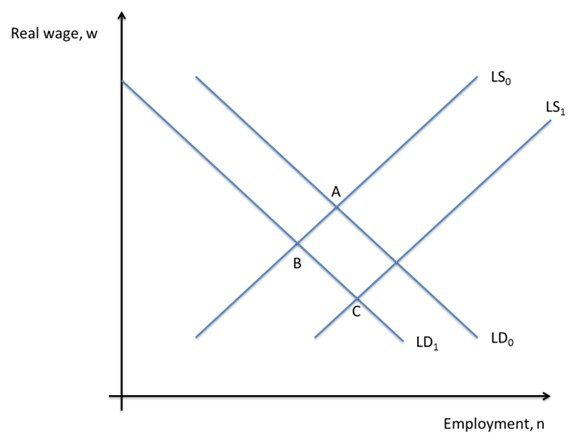 Real wage, w
LS₀
LS₁
A
B
C
LD₁
LD₀
Employment, n